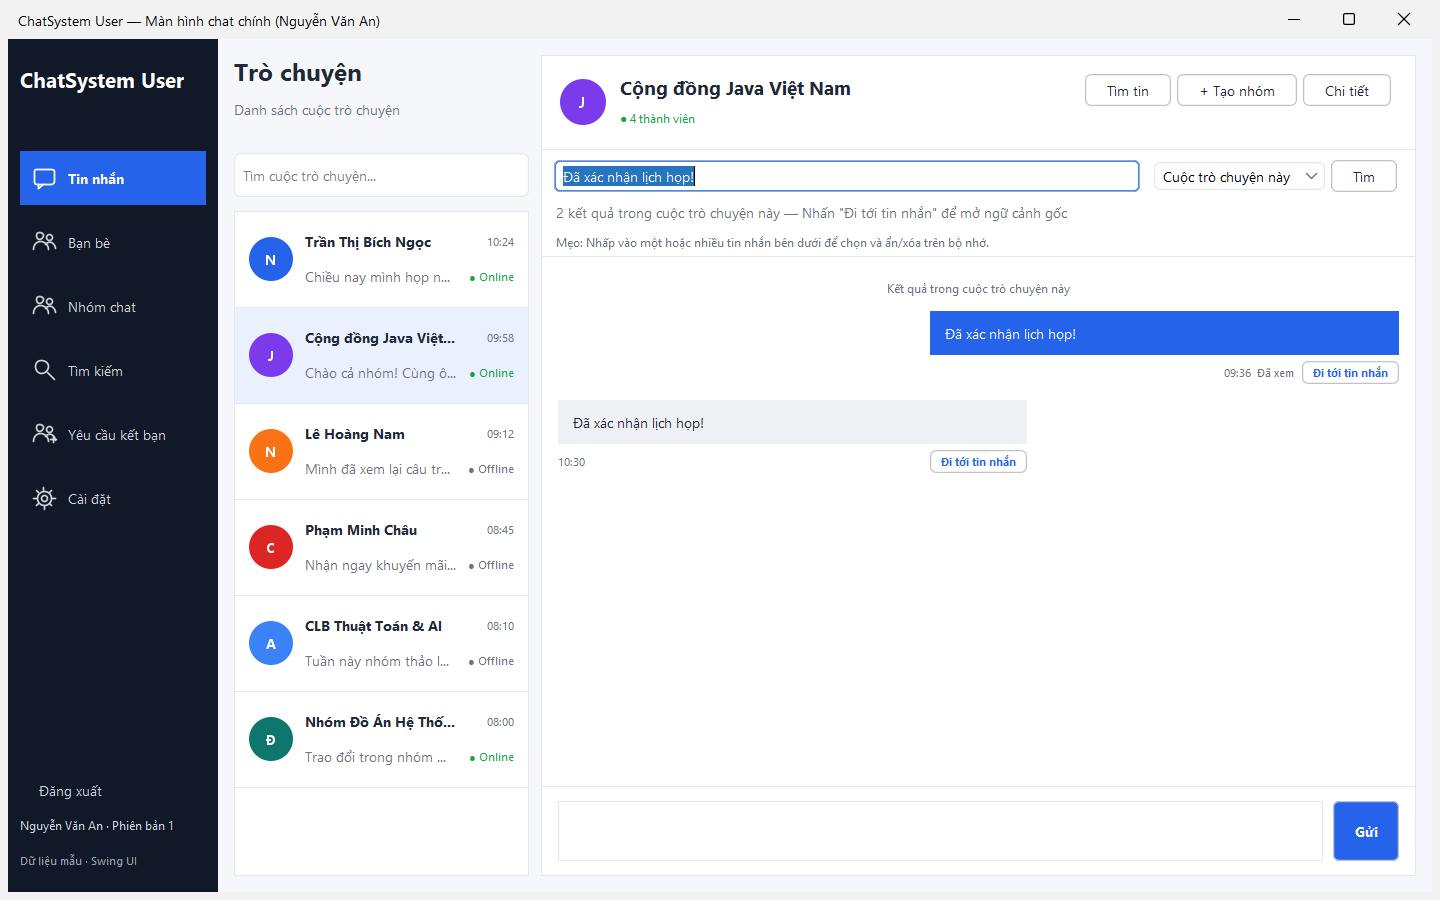 ChatSystem User — Màn hình chat chính (Nguyễn Văn An)
ChatSystem User
Tin nhắn
Bạn bè
Nhóm chat
Tìm kiếm
Yêu cầu kết bạn
Cài đặt
Đăng xuất
Nguyễn Văn An · Phiên bản 1
Dữ liệu mẫu · Swing UI
Trò chuyện
Danh sách cuộc trò chuyện
Tìm cuộc trò chuyện...
N
Trần Thị Bích Ngọc 10:24
Chiều nay mình họp n... ● Online
J
Cộng đồng Java Việt... 09:58
Chào cả nhóm! Cùng ô... ● Online
N
Lê Hoàng Nam 09:12
Mình đã xem lại câu tr... ● Offline
C
Phạm Minh Châu 08:45
Nhận ngay khuyến mãi... ● Offline
A
CLB Thuật Toán & AI 08:10
Tuần này nhóm thảo l... ● Offline
Đ
Nhóm Đồ Án Hệ Thố... 08:00
Trao đổi trong nhóm ... ● Online
J
Cộng đồng Java Việt Nam
● 4 thành viên
Tìm tin
+ Tạo nhóm
Chi tiết
Đã xác nhận lịch họp!
Cuộc trò chuyện này
Tìm
2 kết quả trong cuộc trò chuyện này — Nhấn "Đi tới tin nhắn" để mở ngữ cảnh gốc
Mẹo: Nhấp vào một hoặc nhiều tin nhắn bên dưới để chọn và ẩn/xóa trên bộ nhớ.
Kết quả trong cuộc trò chuyện này
Đã xác nhận lịch họp!
09:36 Đã xem Đi tới tin nhắn
Đã xác nhận lịch họp!
10:30 Đi tới tin nhắn
Gửi